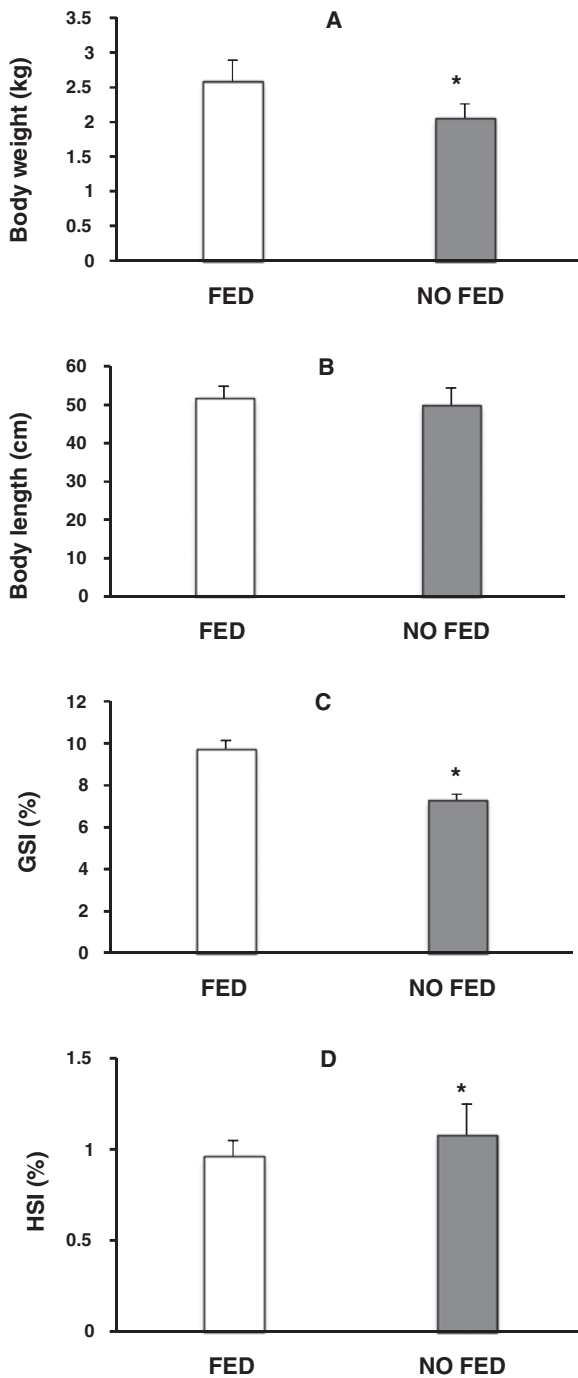 A
Body weight (kg)
3.5
3
2.5
2
1.5
1
0.5
0
*
FED
NO FED
B
Body length (cm)
60
50
40
30
20
10
0
FED
NO FED
C
GSI (%)
12
10
8
6
4
2
0
*
FED
NO FED
D
HSI (%)
1.5
1
0.5
0
*
FED
NO FED